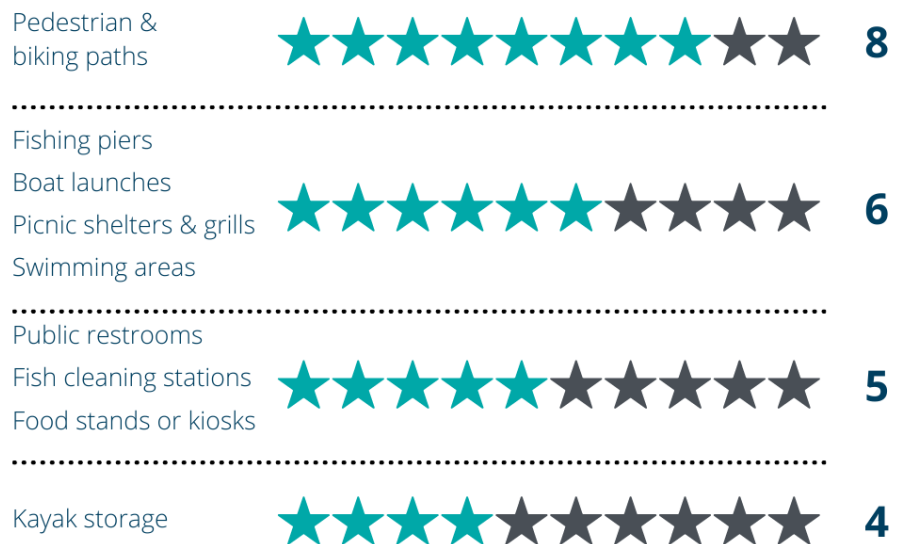 Pedestrian &
biking paths
8
Fishing piers
Boat launches
Picnic shelters & grills
Swimming areas
6
Public restrooms
Fish cleaning stations
Food stands or kiosks
5
Kayak storage
4